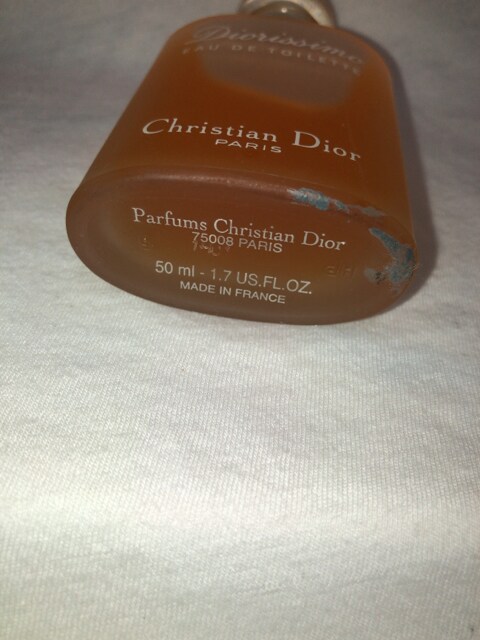 Diorissimo
EAU DE TOILETTE
Christian Dior
PARIS
Parfums Christian Dior
75008 PARIS
50 ml - 1.7 US.FL.OZ.
MADE IN FRANCE